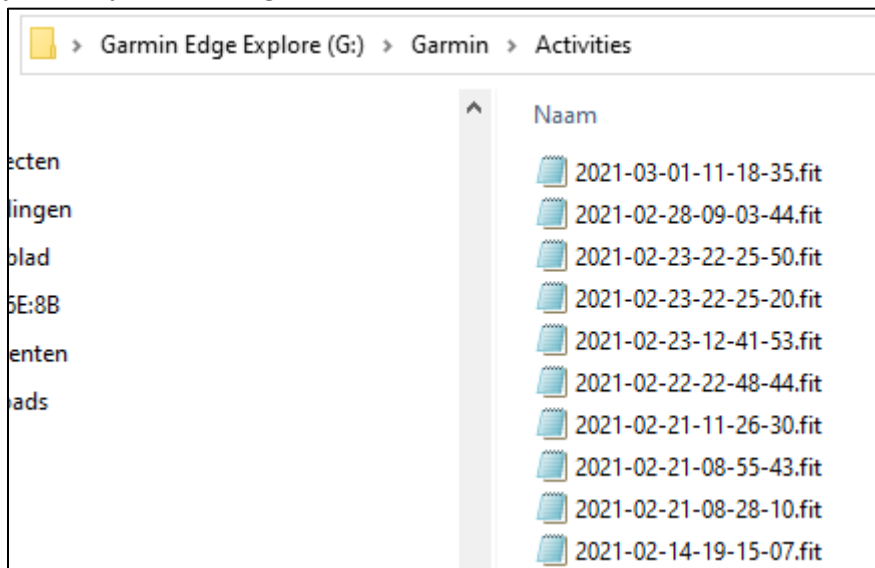 Garmin Edge Explore (G:) > Garmin > Activities
Naam
ecten
lingen
blad
6E:8B
enten
ads
2021-03-01-11-18-35.fit
2021-02-28-09-03-44.fit
2021-02-23-22-25-50.fit
2021-02-23-22-25-20.fit
2021-02-23-12-41-53.fit
2021-02-22-22-48-44.fit
2021-02-21-11-26-30.fit
2021-02-21-08-55-43.fit
2021-02-21-08-28-10.fit
2021-02-14-19-15-07.fit